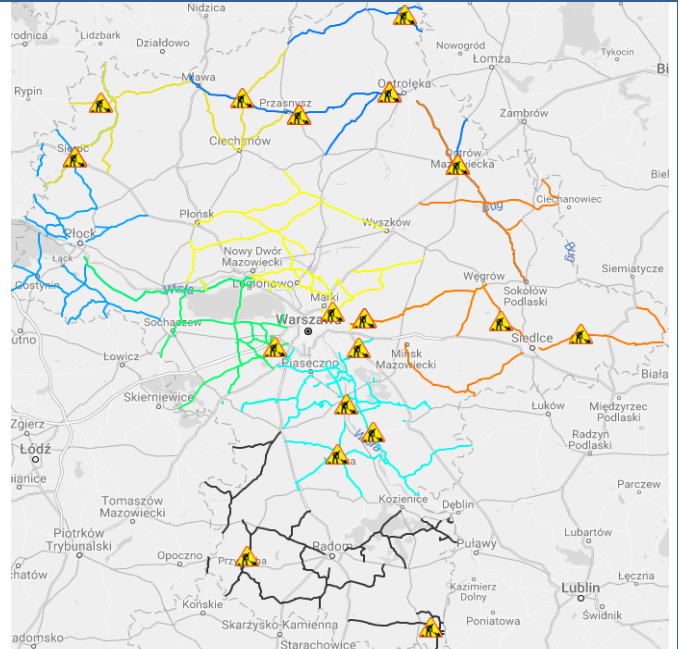 Nidzica
Lidzbark
Działdowo
Nowogród
Łomża
Tykocin
Rypin
Mława
Ostrołęka
Przasnysz
Zambrów
Ciechanów
Ostrów
Mazowiecka
Bug
Ciechanowiec
Bug
Płońsk
Wyszków
Płock
Łąck
Nowy Dwór
Mazowiecki
Legionowo
Wisła
Marki
Węgrów
Sokołów
Podlaski
Siemiatycze
Sochaczew
Warszawa
Siedlce
Łowicz
Piaseczno
Mińsk
Mazowiecki
Skierniewice
Łuków
Międzyrzec
Podlaski
Zgierz
Łódź
Wisła
Radzyń
Podlaski
Parczew
Tomaszów
Mazowiecki
Kozienice
Dęblin
Piotrków
Trybunalski
Opoczno
Radom
Puławy
Lubartów
Łęczna
Kazimierz
Dolny
Lublin
Końskie
Poniatowa
Świdnik
Skarżysko-Kamienna
Starachowice